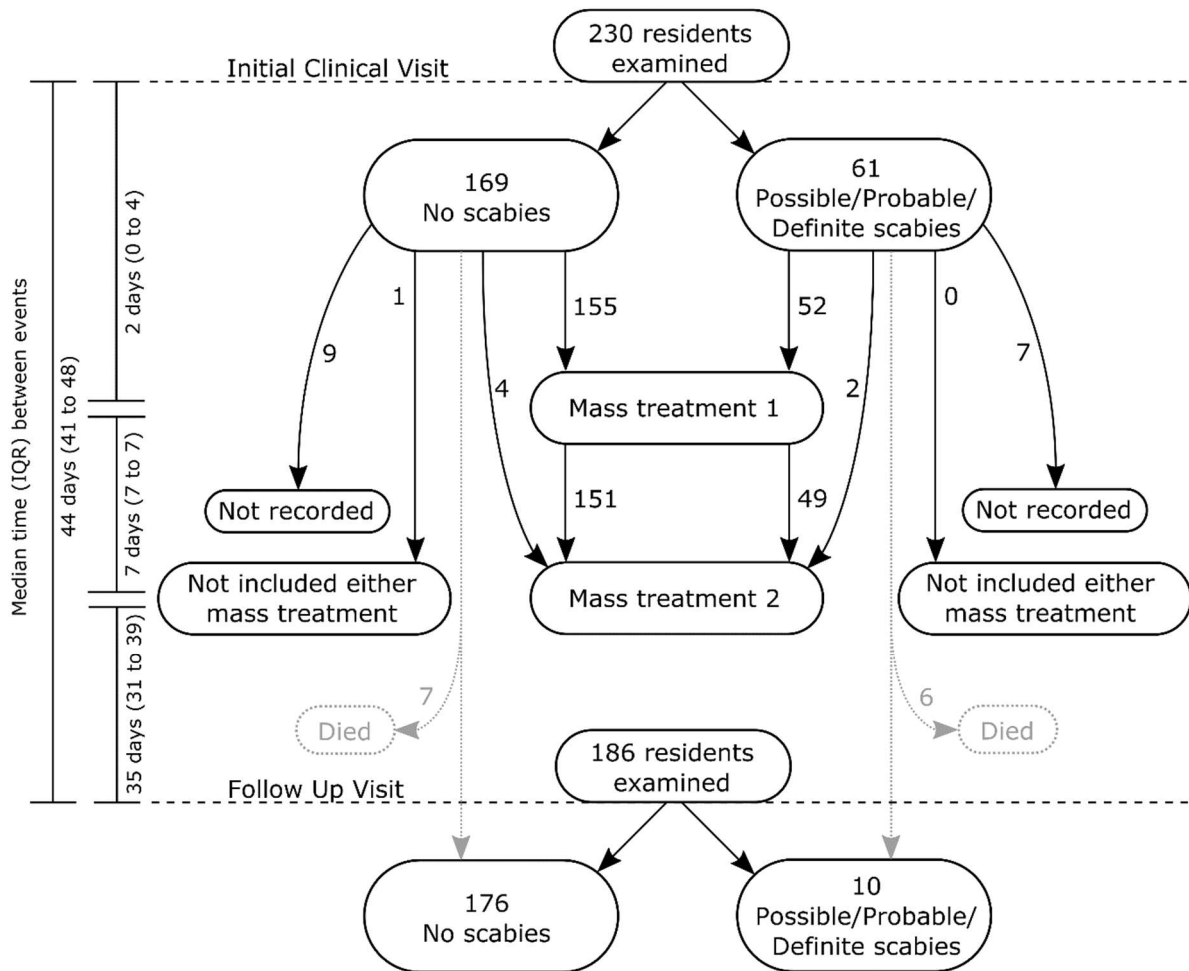 230 residents
examined
Initial Clinical Visit
169
No scabies
61
Possible/Probable/
Definite scabies
Median time (IQR) between events
44 days (41 to 48)
2 days (0 to 4)
7 days (7 to 7)
35 days (31 to 39)
9
1
4
155
52
2
0
7
Mass treatment 1
151
49
Not recorded
Not recorded
Not included either
mass treatment
Mass treatment 2
Not included either
mass treatment
7
Died
6
Died
186 residents
examined
Follow Up Visit
176
No scabies
10
Possible/Probable/
Definite scabies